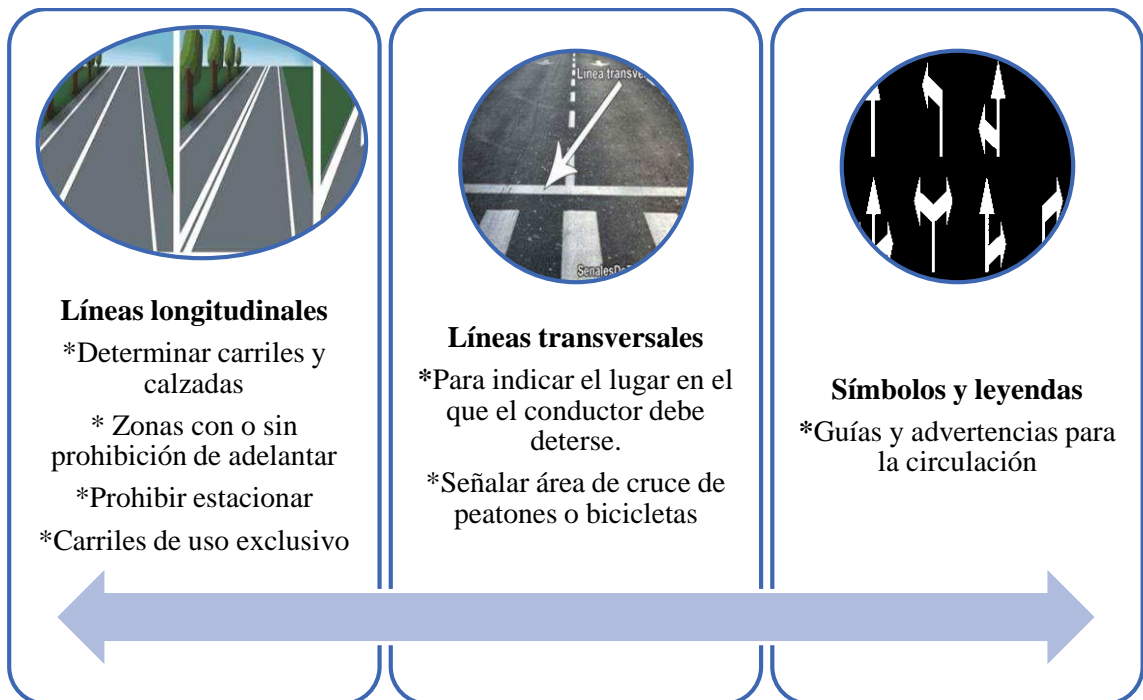 Líneas longitudinales
*Determinar carriles y
calzadas
* Zonas con o sin
prohibición de adelantar
*Prohibir estacionar
*Carriles de uso exclusivo
Línea transve
SenalesDeT
Líneas transversales
*Para indicar el lugar en el
que el conductor debe
deterse.
*Señalar área de cruce de
peatones o bicicletas
Símbolos y leyendas
*Guías y advertencias para
la circulación